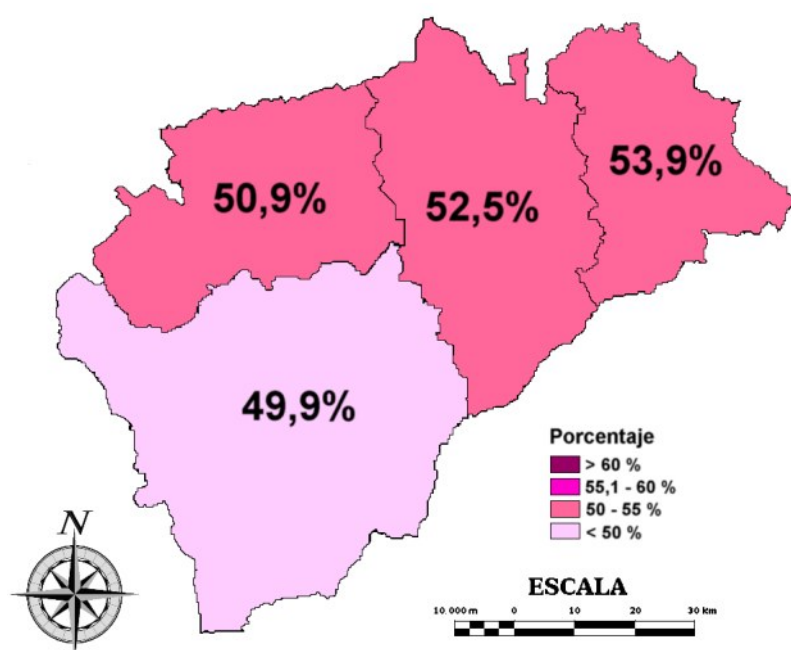 53,9%
50,9%
52,5%
49,9%
Porcentaje
> 60 %
55,1 - 60 %
50 - 55 %
< 50 %
N
ESCALA
10 000 m 0 10 20 30 km